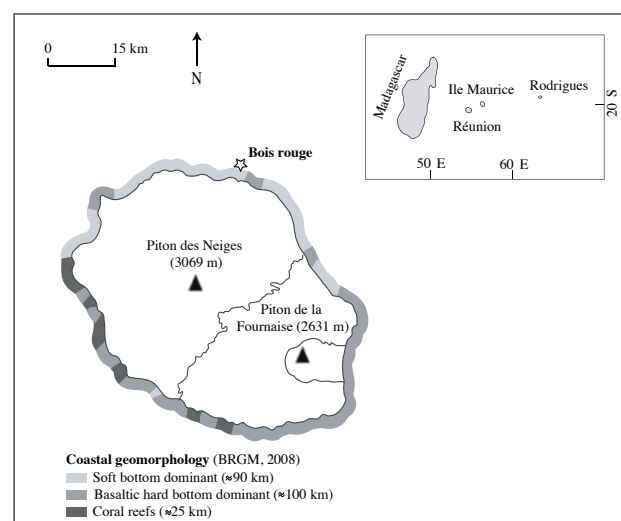 0 15 km
N
Bois rouge
Piton des Neiges
(3069 m)
Piton de la
Fournaise (2631 m)
Madagascar
Ile Maurice
Rodrigues
Réunion
20 S
50 E 60 E
Coastal geomorphology (BRGM, 2008)
Soft bottom dominant (≈90 km)
Basaltic hard bottom dominant (≈100 km)
Coral reefs (≈25 km)